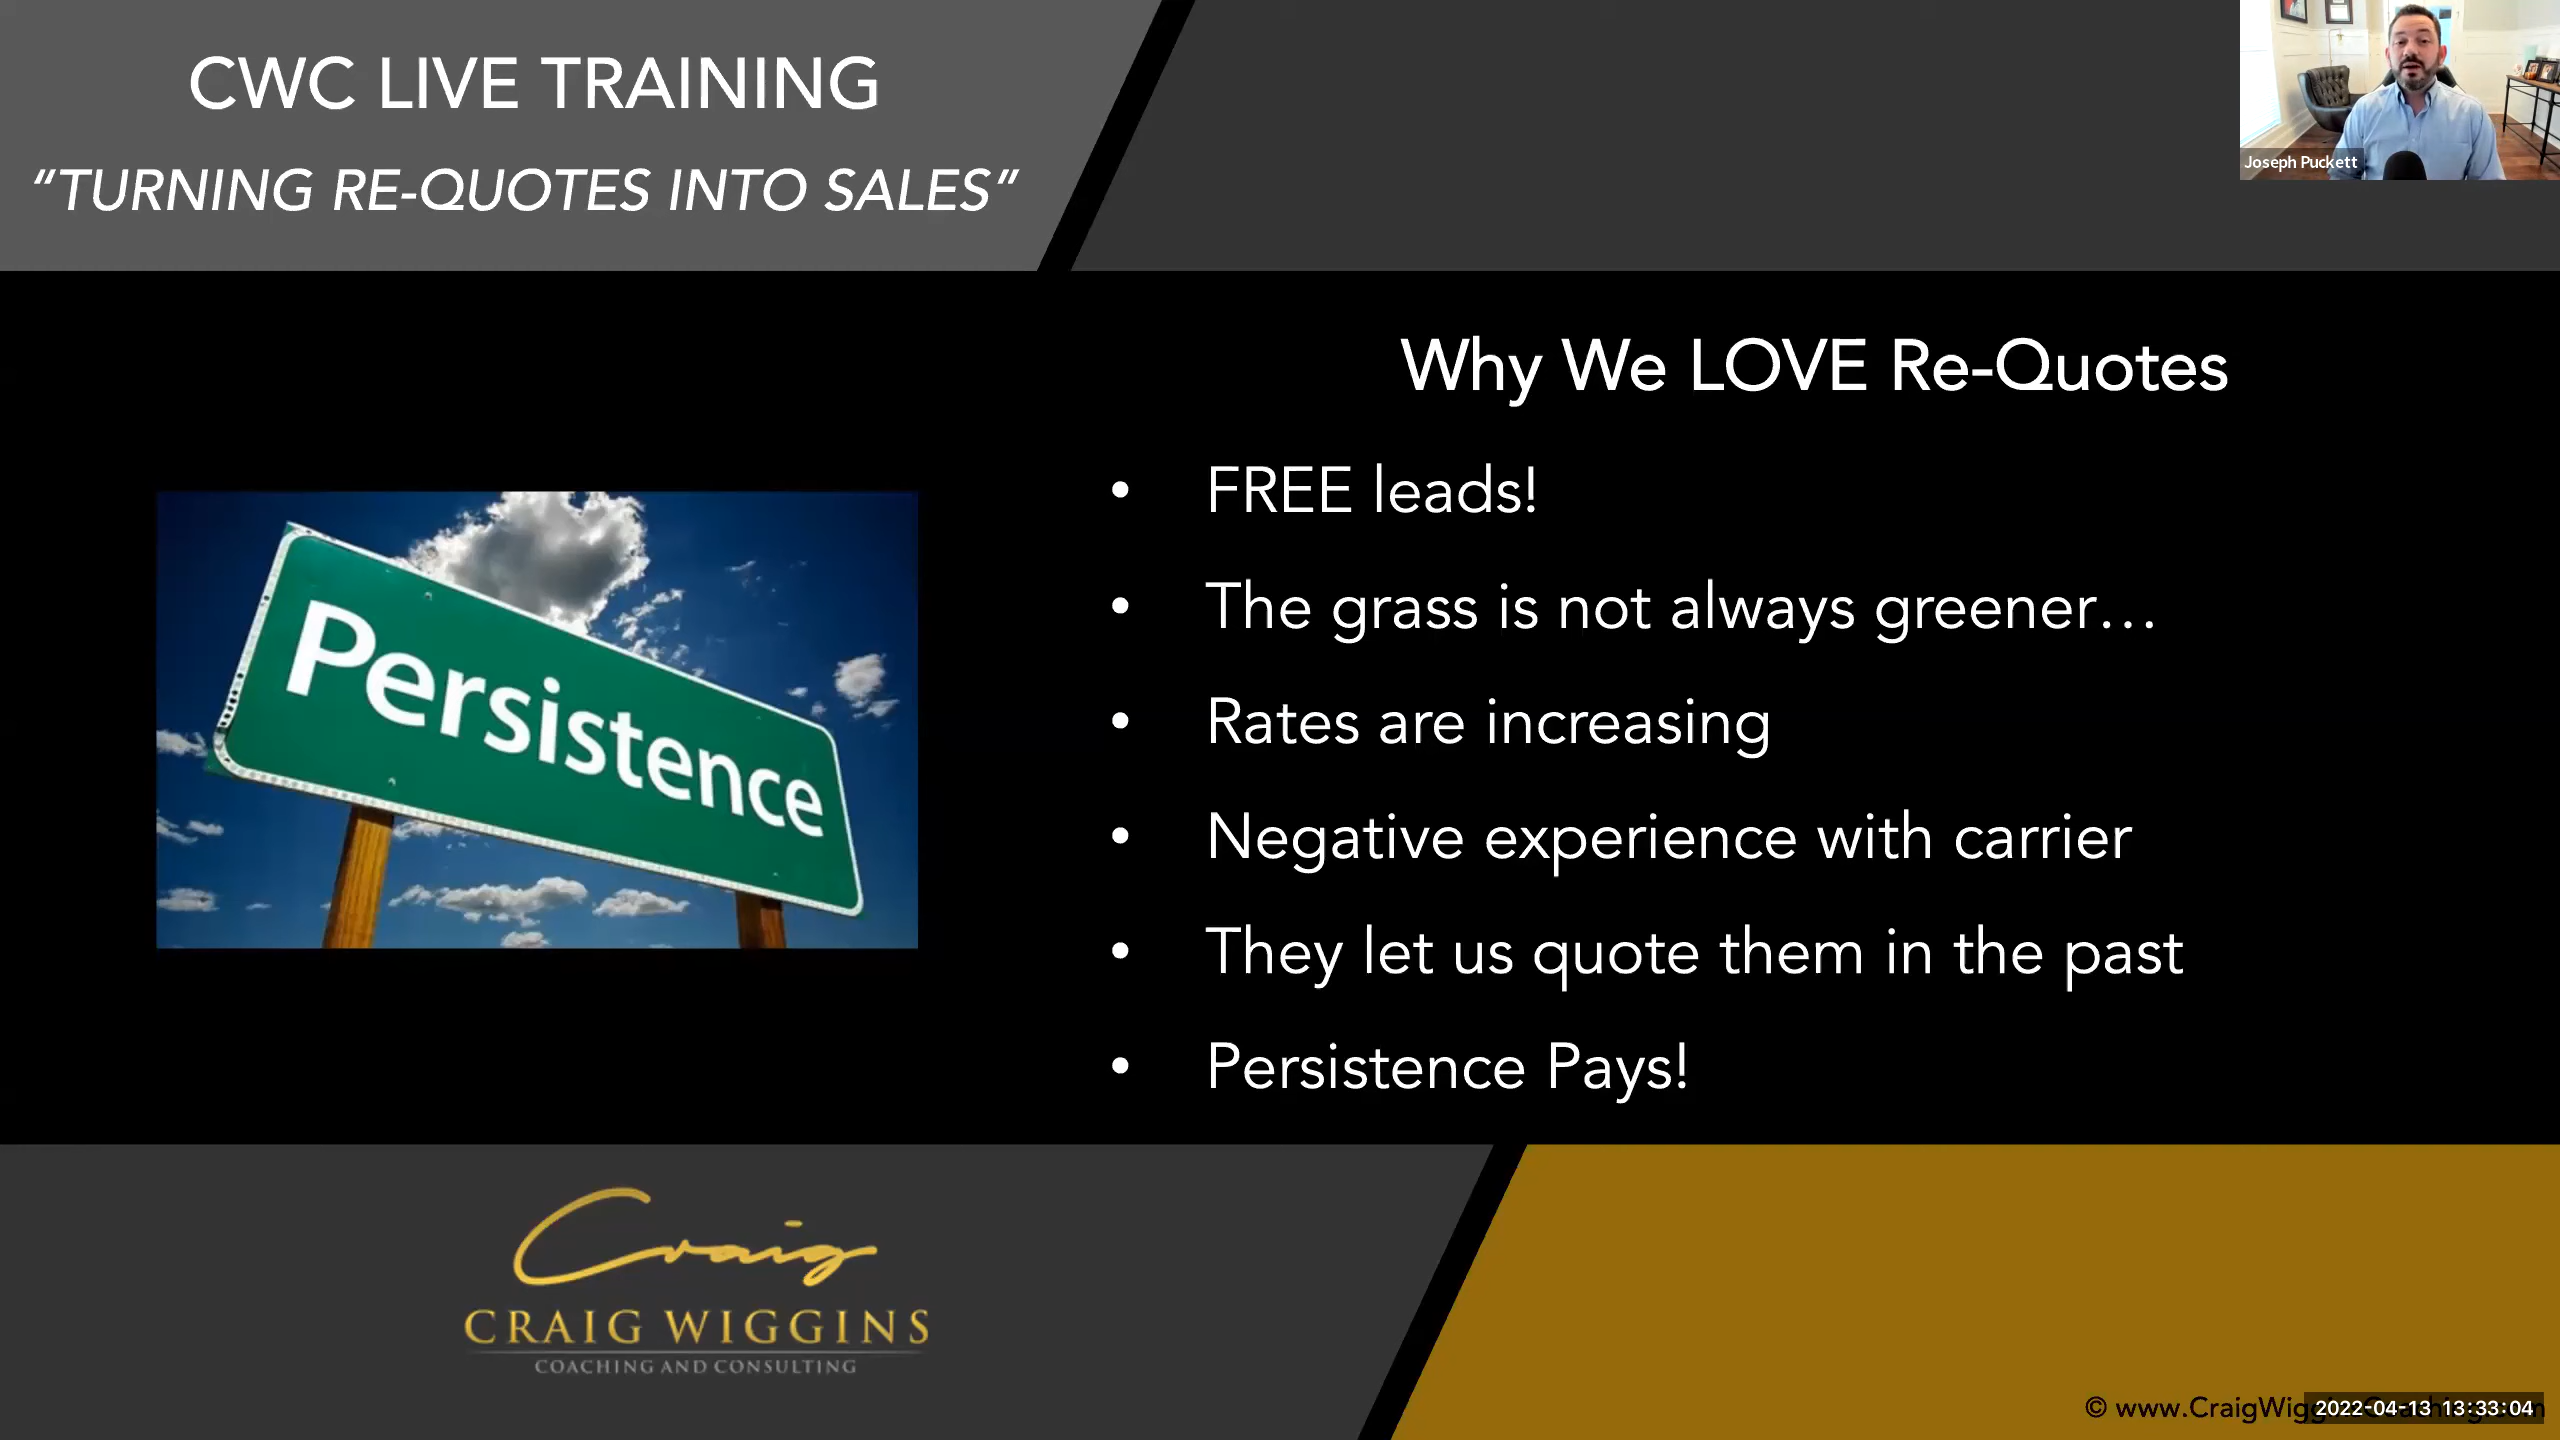 CWC LIVE TRAINING
“TURNING RE-QUOTES INTO SALES”
Joseph Puckett
Why We LOVE Re-Quotes
• FREE leads!
• The grass is not always greener…
• Rates are increasing
• Negative experience with carrier
• They let us quote them in the past
• Persistence Pays!
Persistence
Craig
CRAIG WIGGINS
COACHING AND CONSULTING
©
2022-04-13 13:33:04